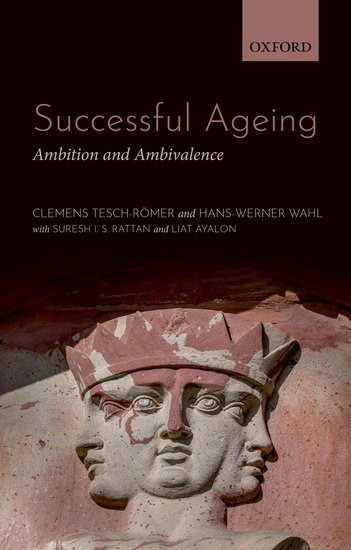 OXFORD
Successful Ageing
Ambition and Ambivalence
CLEMENS TESCH-RÖMER and HANS-WERNER WAHL
with SURESH I. S. RATTAN and LIAT AYALON